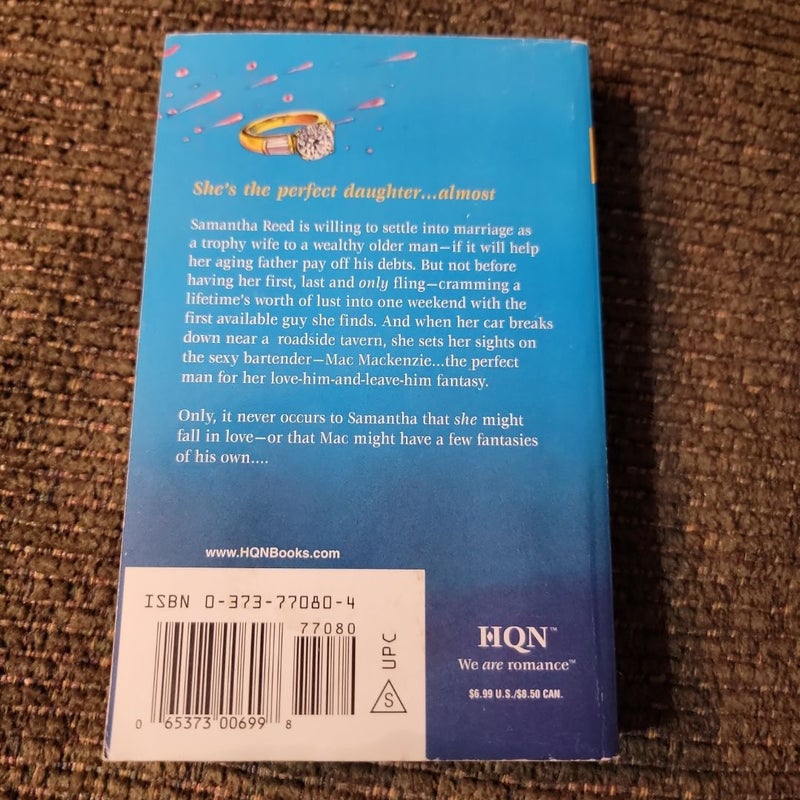 She's the perfect daughter...almost
Samantha Reed is willing to settle into marriage as
a trophy wife to a wealthy older man—if it will help
her aging father pay off his debts. But not before
having her first, last and only fling—cramming a
lifetime's worth of lust into one weekend with the
first available guy she finds. And when her car breaks
down near a roadside tavern, she sets her sights on
the sexy bartender—Mac Mackenzie...the perfect
man for her love-him-and-leave-him fantasy.
Only, it never occurs to Samantha that she might
fall in love—or that Mac might have a few fantasies
of his own....
www.HQNBooks.com
ISBN 0-373-77080-4
77080
UPC
S
0 65373 00699 8
HQN™
We are romance™
$6.99 U.S./$8.50 CAN.